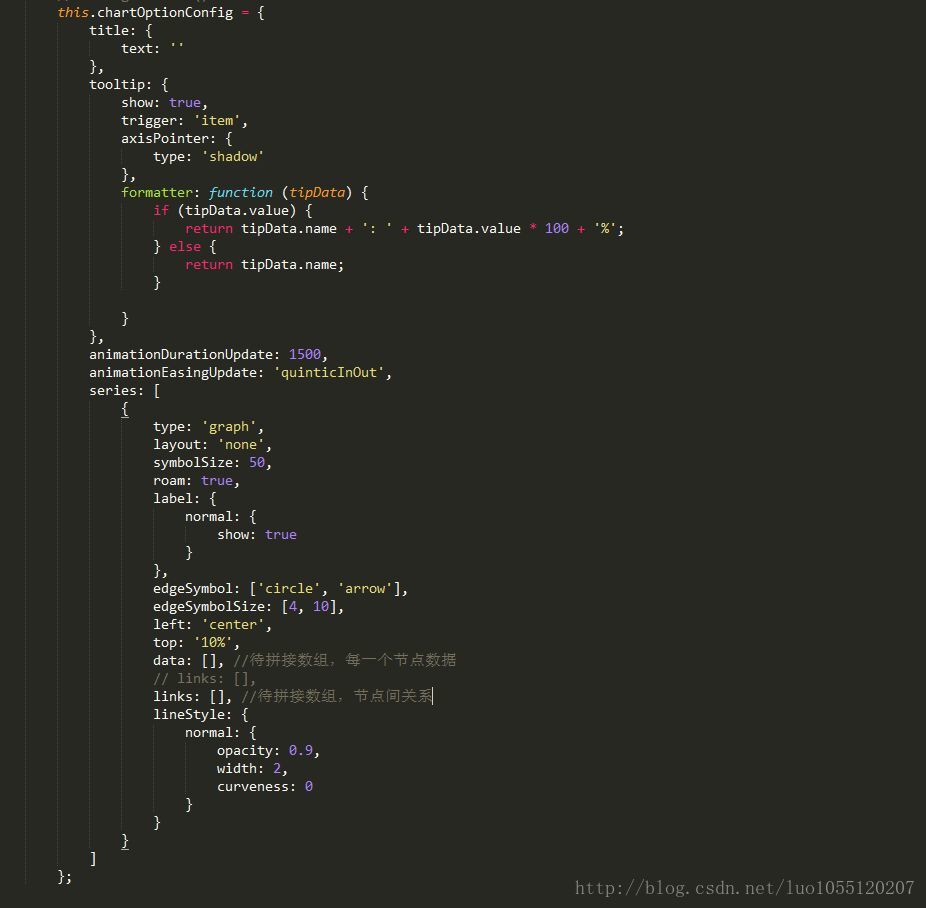 this.chartOptionConfig = {
title: {
text: ''
},
tooltip: {
show: true,
trigger: 'item',
axisPointer: {
type: 'shadow'
},
formatter: function (tipData) {
if (tipData.value) {
return tipData.name + ': ' + tipData.value * 100 + '%';
} else {
return tipData.name;
}
}
},
animationDurationUpdate: 1500,
animationEasingUpdate: 'quinticInOut',
series: [
{
type: 'graph',
layout: 'none',
symbolSize: 50,
roam: true,
label: {
normal: {
show: true
}
},
edgeSymbol: ['circle', 'arrow'],
edgeSymbolSize: [4, 10],
left: 'center',
top: '10%',
data: [], //待拼接数组，每一个节点数据
// links: [],
links: [], //待拼接数组，节点间关系
lineStyle: {
normal: {
opacity: 0.9,
width: 2,
curveness: 0
}
}
}
]
};
http://blog.csdn.net/luo1055120207